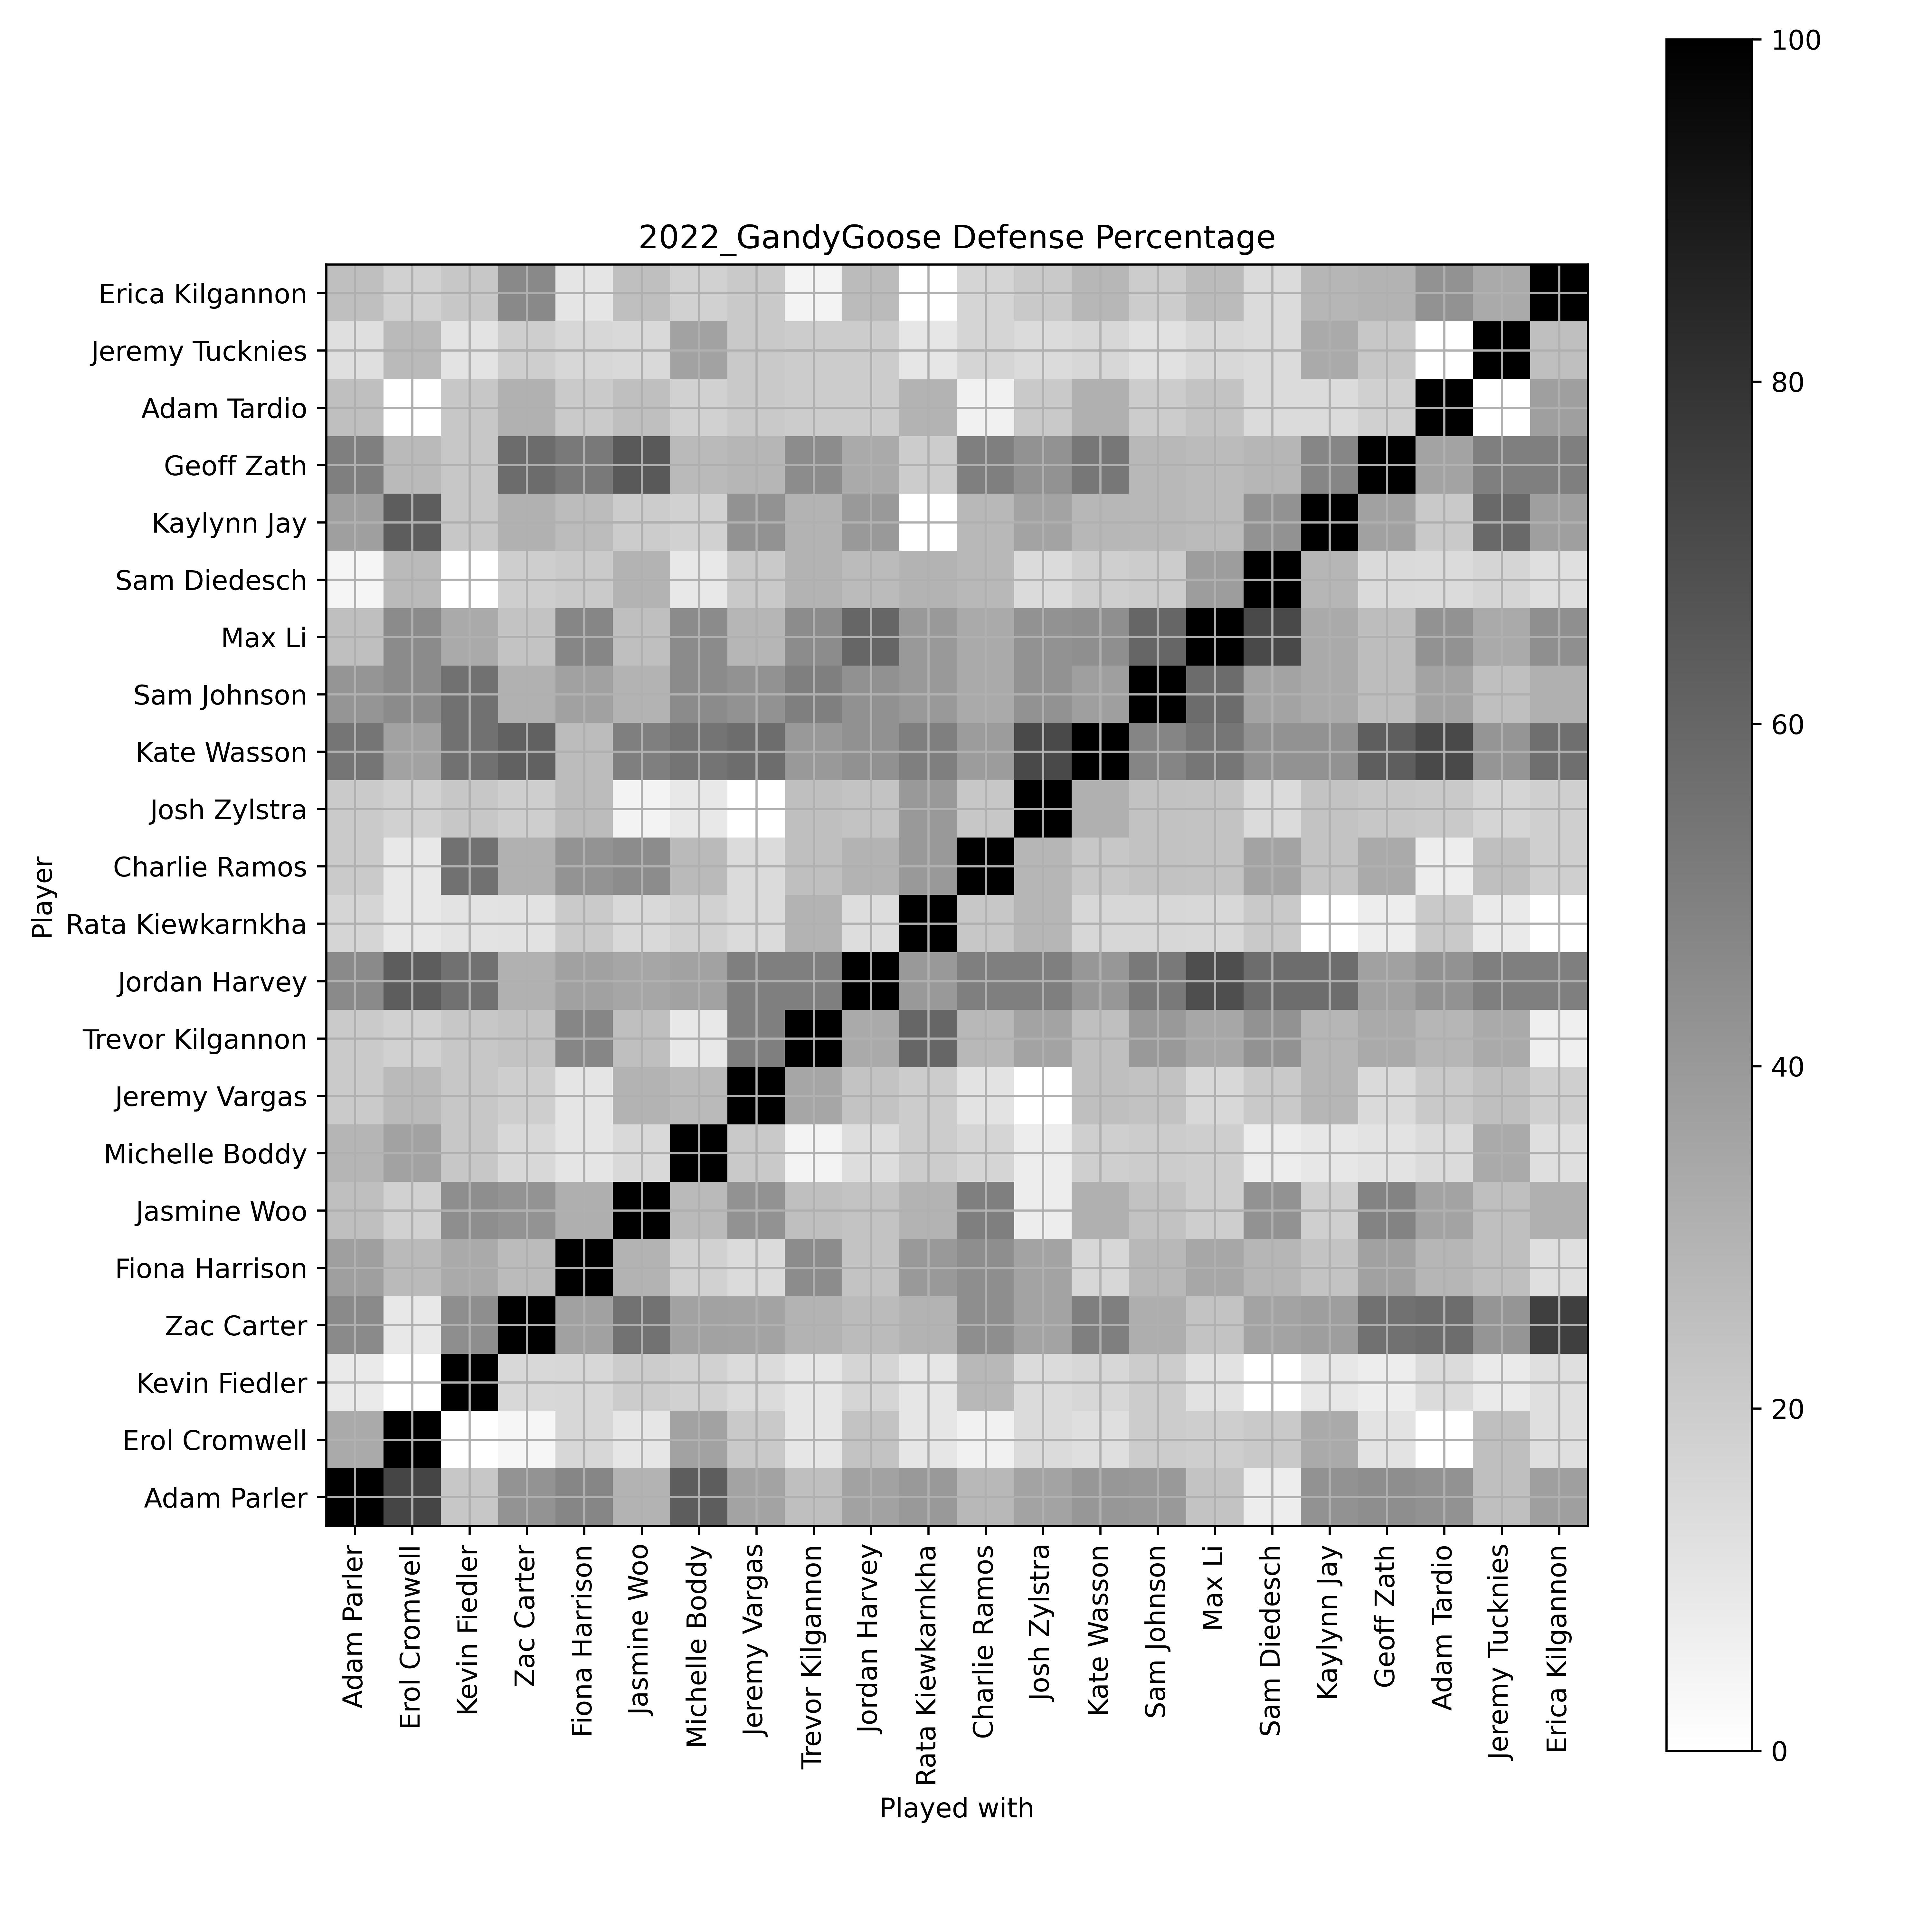 2022_GandyGoose Defense Percentage
Player
Erica Kilgannon
Jeremy Tucknies
Adam Tardio
Geoff Zath
Kaylynn Jay
Sam Diedesch
Max Li
Sam Johnson
Kate Wasson
Josh Zylstra
Charlie Ramos
Rata Kiewkarnkha
Jordan Harvey
Trevor Kilgannon
Jeremy Vargas
Michelle Boddy
Jasmine Woo
Fiona Harrison
Zac Carter
Kevin Fiedler
Erol Cromwell
Adam Parler
Adam Parler
Erol Cromwell
Kevin Fiedler
Zac Carter
Fiona Harrison
Jasmine Woo
Michelle Boddy
Jeremy Vargas
Trevor Kilgannon
Jordan Harvey
Rata Kiewkarnkha
Charlie Ramos
Josh Zylstra
Kate Wasson
Sam Johnson
Max Li
Sam Diedesch
Kaylynn Jay
Geoff Zath
Adam Tardio
Jeremy Tucknies
Erica Kilgannon
Played with
100
80
60
40
20
0